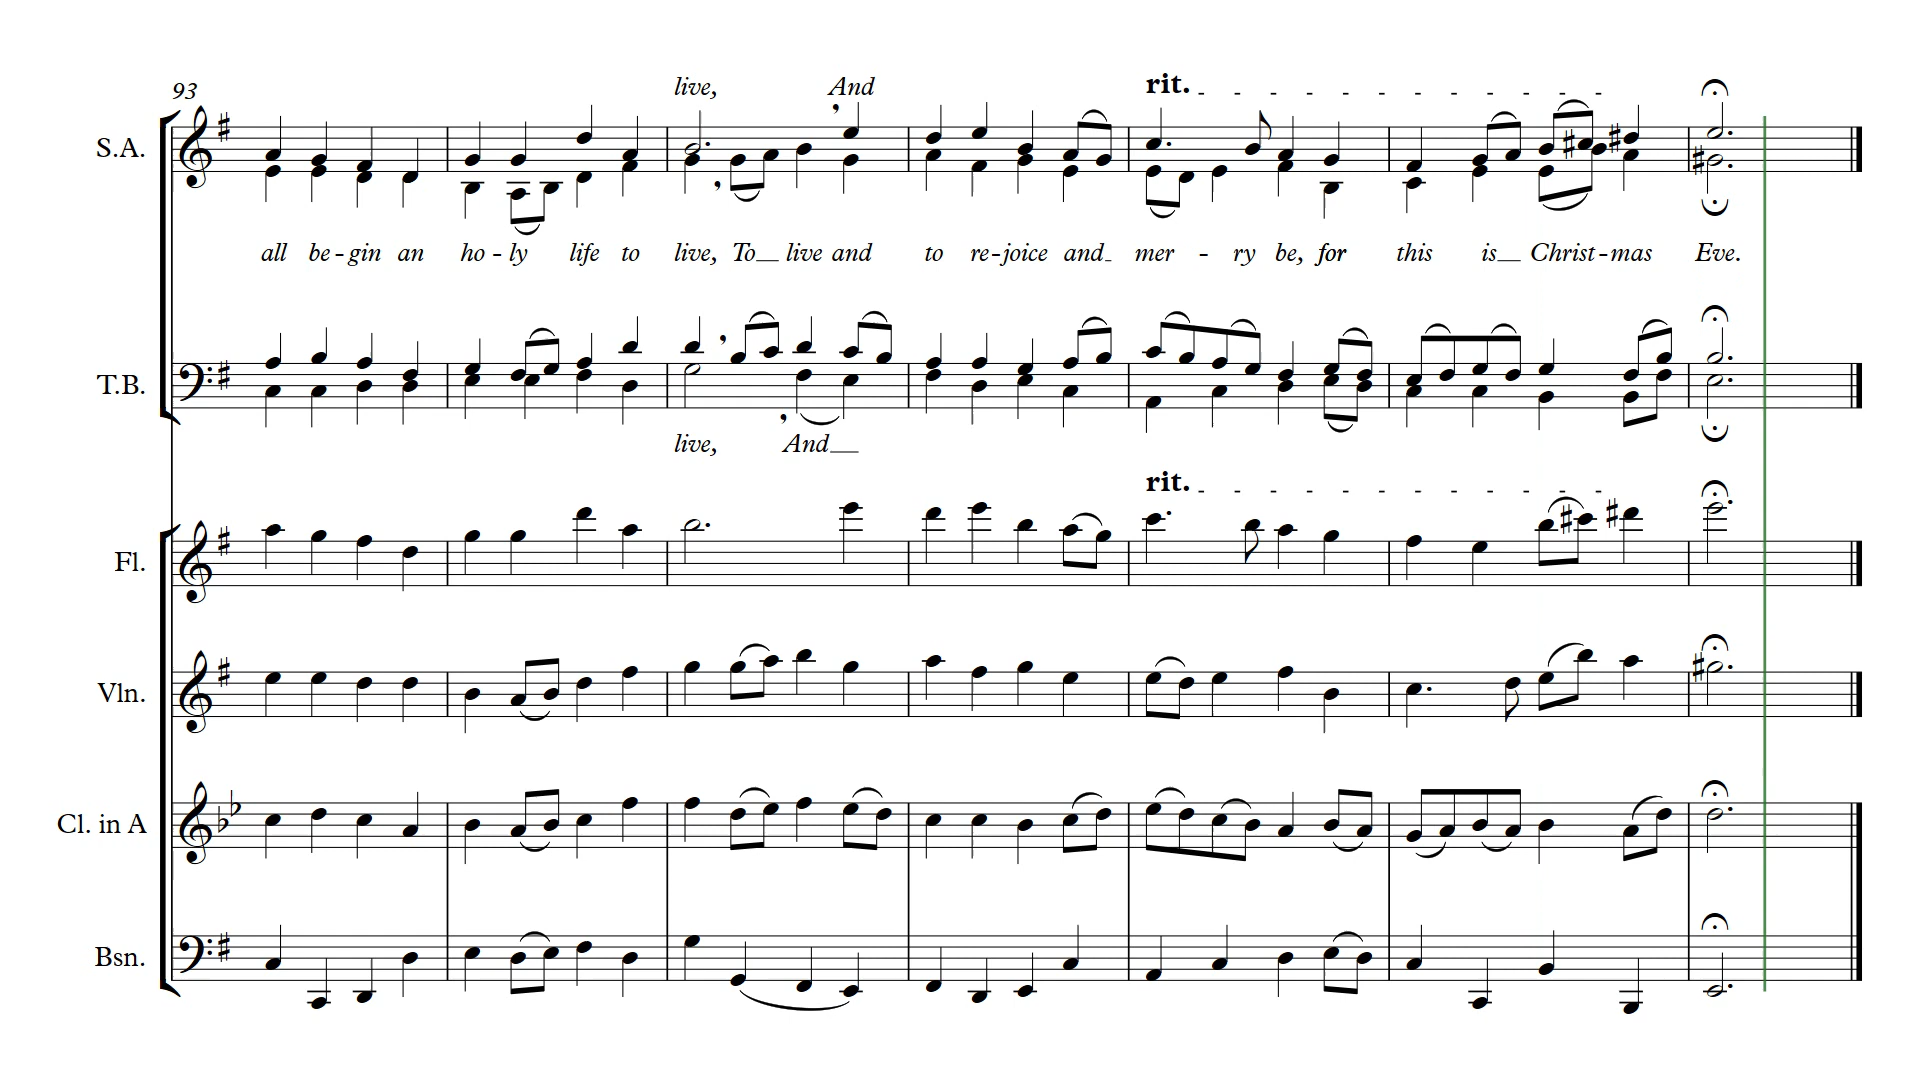 live, And
rit.
93
S.A.
all be-gin an ho-ly life to live, To live and to re-joice and mer-ry be, for this is Christ-mas Eve.
T.B.
live, And
rit.
Fl.
Vln.
Cl. in A
Bsn.